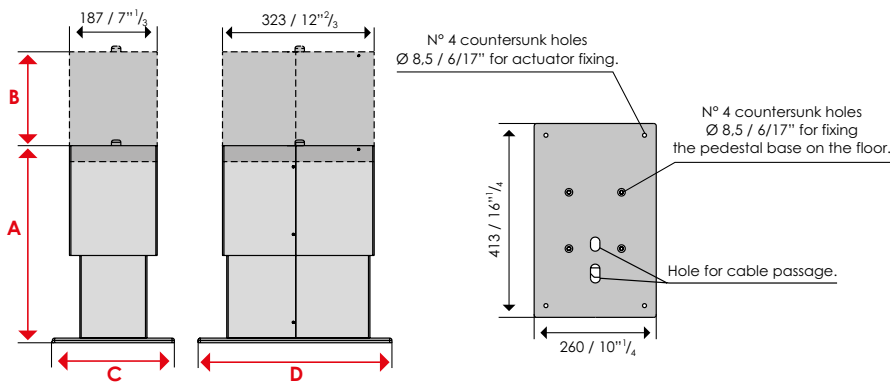 187 / 7”1/3
323 / 12”2/3
B
A
C
D
N° 4 countersunk holes
Ø 8,5 / 6/17” for actuator fixing.
N° 4 countersunk holes
Ø 8,5 / 6/17” for fixing
the pedestal base on the floor.
413 / 16”1/4
Hole for cable passage.
260 / 10”1/4